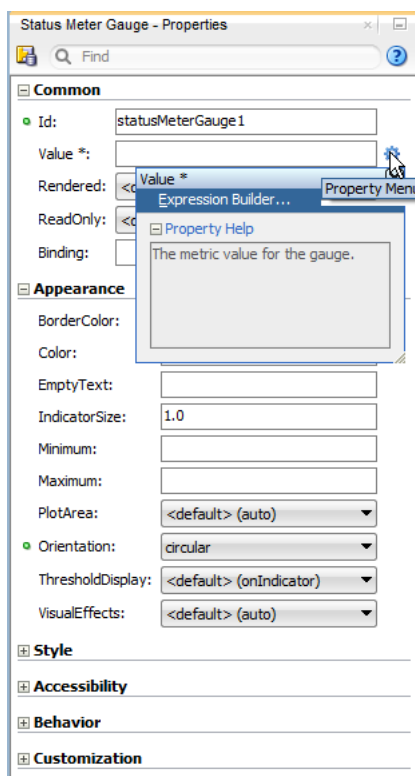 Status Meter Gauge - Properties
Find
Common
Id: statusMeterGauge1
Value *:
Value *
Rendered: <d
Expression Builder...
Property Menu
ReadOnly: <d
Property Help
Binding:
The metric value for the gauge.
Appearance
BorderColor:
Color:
EmptyText:
IndicatorSize: 1.0
Minimum:
Maximum:
PlotArea: <default> (auto)
Orientation: circular
ThresholdDisplay: <default> (onIndicator)
VisualEffects: <default> (auto)
Style
Accessibility
Behavior
Customization